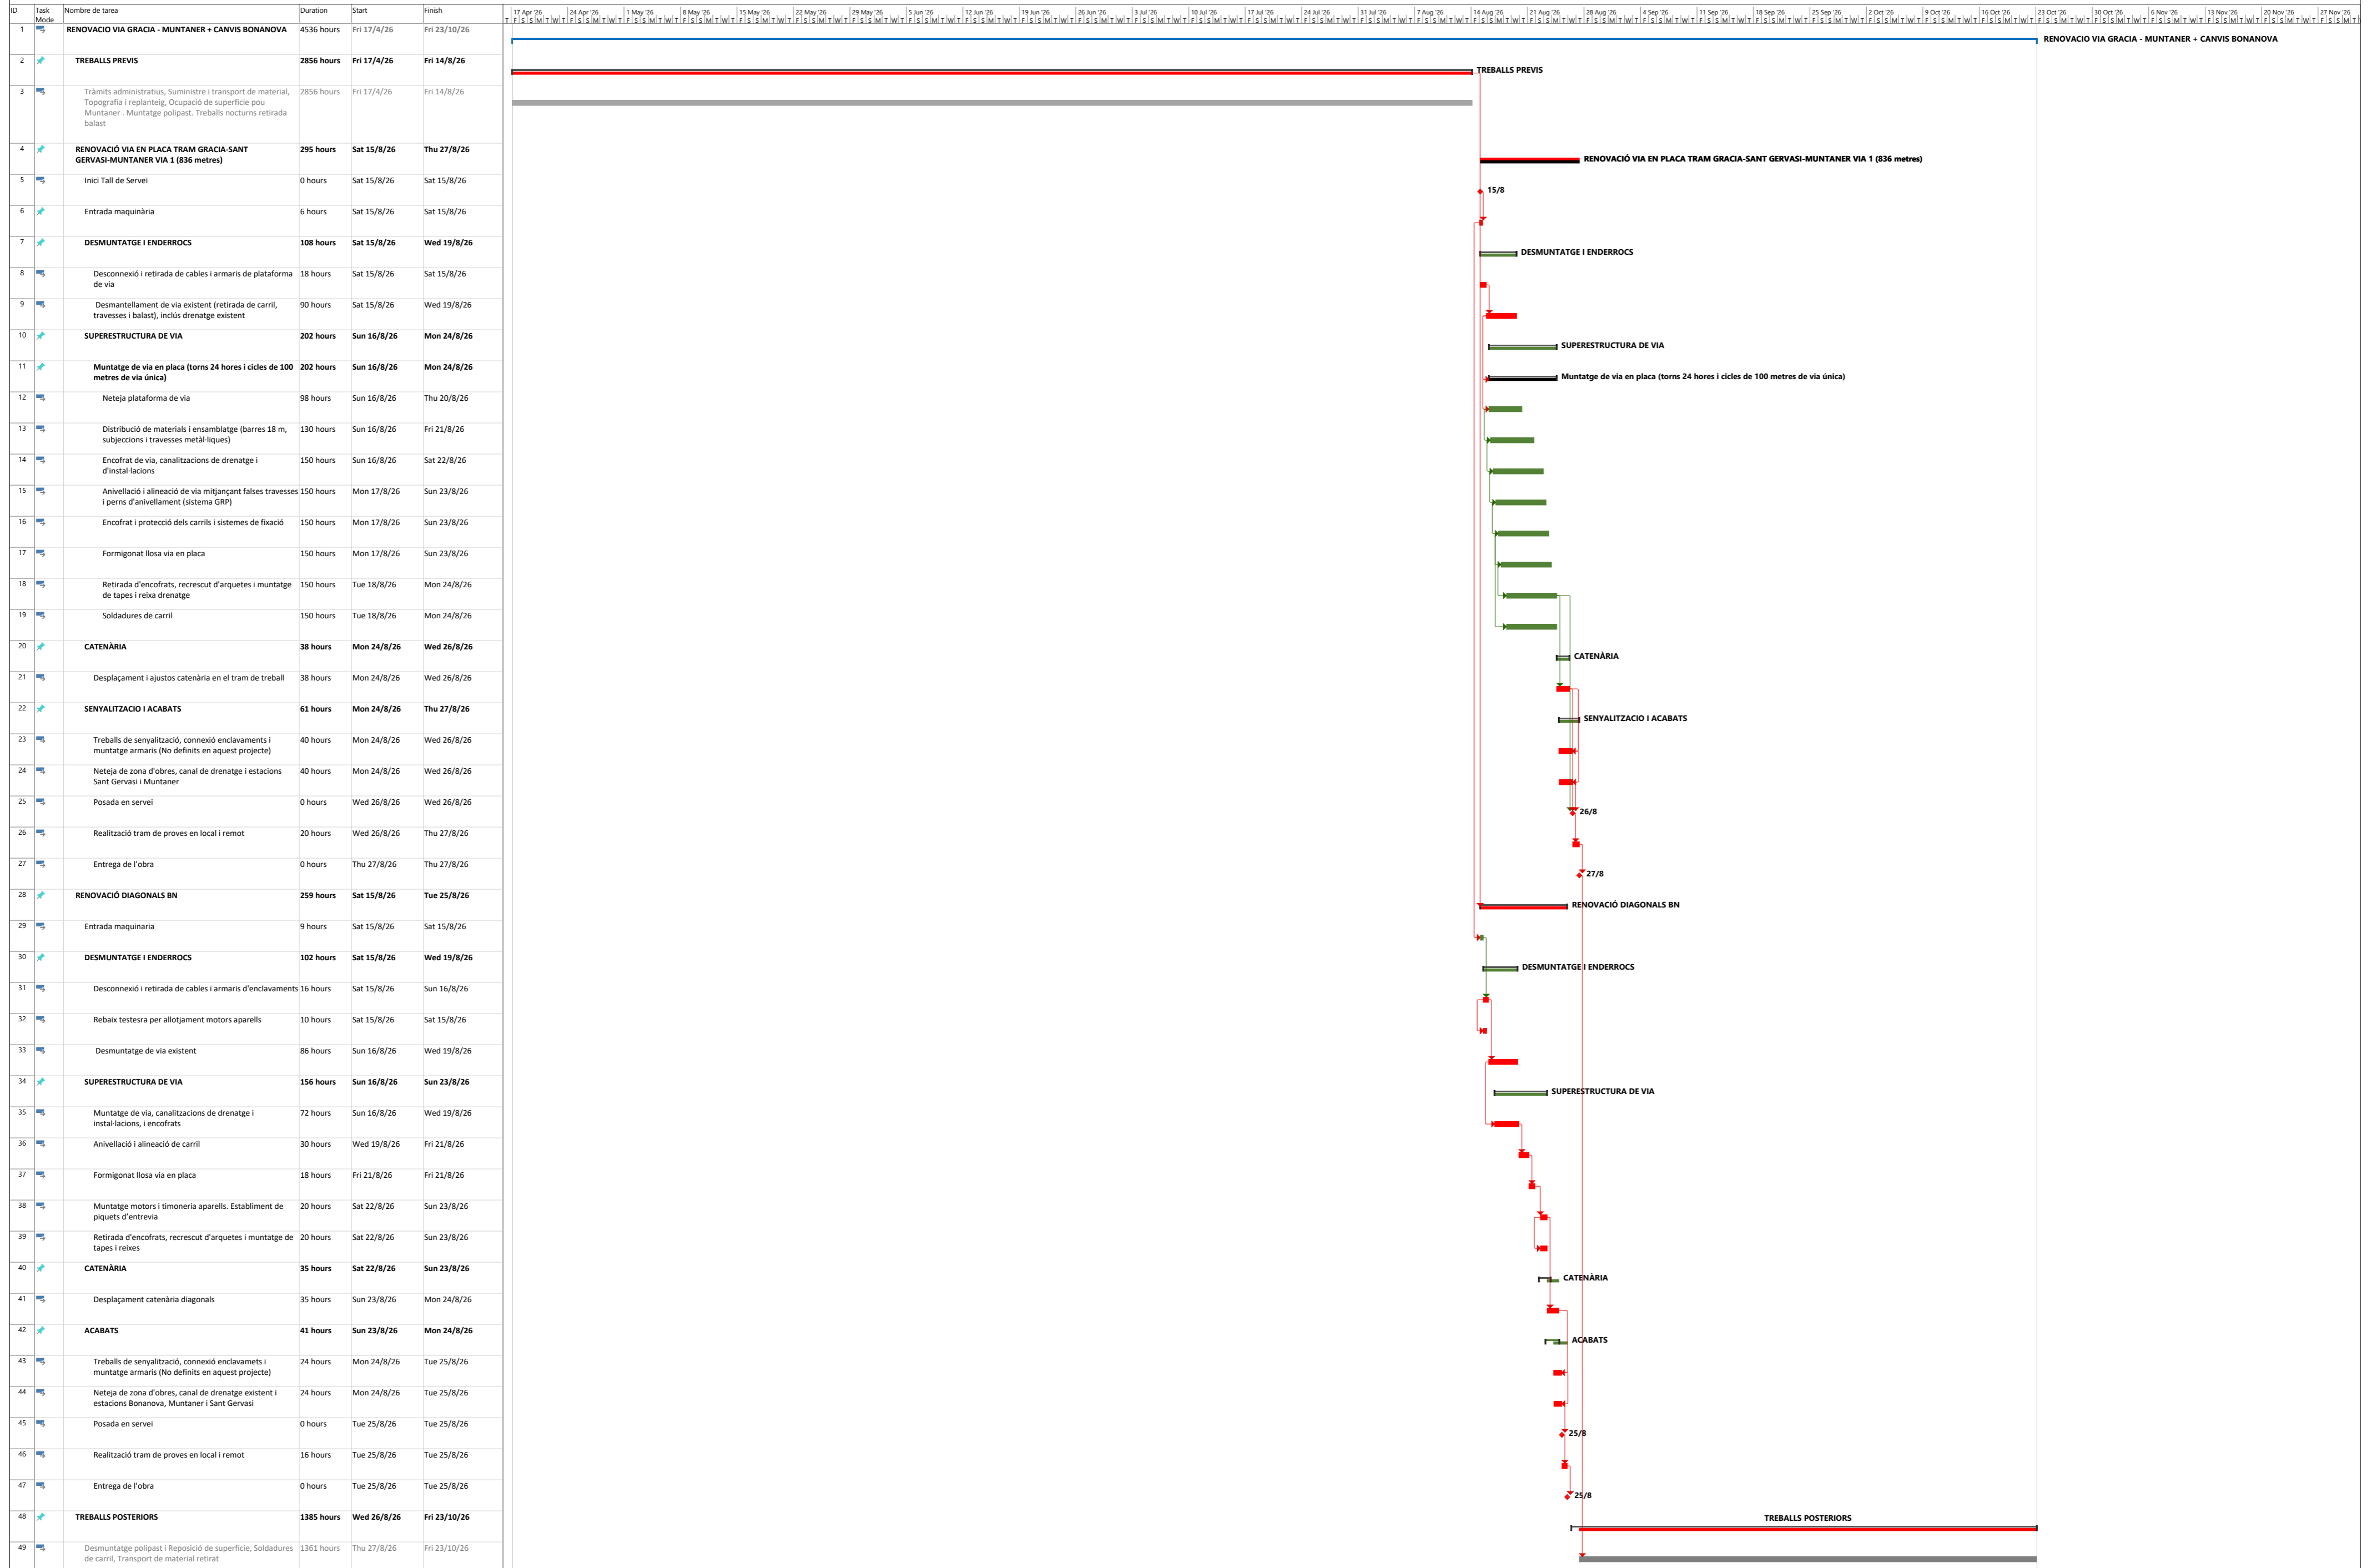 ID Task Mode Nombre de tarea Duration Start Finish
17 Apr '26 24 Apr '26 1 May '26 8 May '26 15 May '26 22 May '26 29 May '26 5 Jun '26 12 Jun '26 19 Jun '26 26 Jun '26 3 Jul '26 10 Jul '26 17 Jul '26 24 Jul '26 31 Jul '26 7 Aug '26 14 Aug '26 21 Aug '26 28 Aug '26 4 Sep '26 11 Sep '26 18 Sep '26 25 Sep '26 2 Oct '26 9 Oct '26 16 Oct '26 23 Oct '26 30 Oct '26 6 Nov '26 13 Nov '26 20 Nov '26 27 Nov '26
T F S S M T W T F S S M T W T F S S M T W T F S S M T W T F S S M T W T F S S M T W T F S S M T W T F S S M T W T F S S M T W T F S S M T W T F S S M T W T F S S M T W T F S S M T W T F S S M T W T F S S M T W T F S S M T W T F S S M T W T F S S M T W T F S S M T W T F S S M T W T F S S M T W T F S S M T W T F S S M T W T F S S M T W T F S S M T W T F S S M T W T F S S M T W T F S S M T W T F S S M T W T F S S M T W T F S S M T W T F S S M T W T F S S M T
1 RENOVACIO VIA GRACIA - MUNTANER + CANVIS BONANOVA 4536 hours Fri 17/4/26 Fri 23/10/26
RENOVACIO VIA GRACIA - MUNTANER + CANVIS BONANOVA
2 TREBALLS PREVIS 2856 hours Fri 17/4/26 Fri 14/8/26
TREBALLS PREVIS
3 Tràmits administratius, Suministre i transport de material, 2856 hours Fri 17/4/26 Fri 14/8/26
Topografia i replanteig, Ocupació de superfície pou
Muntaner . Muntatge polipast. Treballs nocturns retirada
balast
4 RENOVACIÓ VIA EN PLACA TRAM GRACIA-SANT 295 hours Sat 15/8/26 Thu 27/8/26
GERVASI-MUNTANER VIA 1 (836 metres)
RENOVACIÓ VIA EN PLACA TRAM GRACIA-SANT GERVASI-MUNTANER VIA 1 (836 metres)
5 Inici Tall de Servei 0 hours Sat 15/8/26 Sat 15/8/26
15/8
6 Entrada maquinària 6 hours Sat 15/8/26 Sat 15/8/26
7 DESMUNTATGE I ENDERROCS 108 hours Sat 15/8/26 Wed 19/8/26
DESMUNTATGE I ENDERROCS
8 Desconnexió i retirada de cables i armaris de plataforma 18 hours Sat 15/8/26 Sat 15/8/26
de via
9 Desmantellament de via existent (retirada de carril, 90 hours Sat 15/8/26 Wed 19/8/26
travesses i balast), inclús drenatge existent
10 SUPERESTRUCTURA DE VIA 202 hours Sun 16/8/26 Mon 24/8/26
SUPERESTRUCTURA DE VIA
11 Muntatge de via en placa (torns 24 hores i cicles de 100 202 hours Sun 16/8/26 Mon 24/8/26
metres de via única)
Muntatge de via en placa (torns 24 hores i cicles de 100 metres de via única)
12 Neteja plataforma de via 98 hours Sun 16/8/26 Thu 20/8/26
13 Distribució de materials i ensamblatge (barres 18 m, 130 hours Sun 16/8/26 Fri 21/8/26
subjeccions i travesses metàl·liques)
14 Encofrat de via, canalitzacions de drenatge i 150 hours Sun 16/8/26 Sat 22/8/26
d'instal·lacions
15 Anivellació i alineació de via mitjançant falses travesses 150 hours Mon 17/8/26 Sun 23/8/26
i perns d'anivellament (sistema GRP)
16 Encofrat i protecció dels carrils i sistemes de fixació 150 hours Mon 17/8/26 Sun 23/8/26
17 Formigonat llosa via en placa 150 hours Mon 17/8/26 Sun 23/8/26
18 Retirada d'encofrats, recrescut d'arquetes i muntatge 150 hours Tue 18/8/26 Mon 24/8/26
de tapes i reixa drenatge
19 Soldadures de carril 150 hours Tue 18/8/26 Mon 24/8/26
20 CATENÀRIA 38 hours Mon 24/8/26 Wed 26/8/26
CATENÀRIA
21 Desplaçament i ajustos catenària en el tram de treball 38 hours Mon 24/8/26 Wed 26/8/26
22 SENYALITZACIO I ACABATS 61 hours Mon 24/8/26 Thu 27/8/26
SENYALITZACIO I ACABATS
23 Treballs de senyalització, connexió enclavaments i 40 hours Mon 24/8/26 Wed 26/8/26
muntatge armaris (No definits en aquest projecte)
24 Neteja de zona d'obres, canal de drenatge i estacions 40 hours Mon 24/8/26 Wed 26/8/26
Sant Gervasi i Muntaner
25 Posada en servei 0 hours Wed 26/8/26 Wed 26/8/26
26/8
26 Realització tram de proves en local i remot 20 hours Wed 26/8/26 Thu 27/8/26
27 Entrega de l'obra 0 hours Thu 27/8/26 Thu 27/8/26
27/8
28 RENOVACIÓ DIAGONALS BN 259 hours Sat 15/8/26 Tue 25/8/26
RENOVACIÓ DIAGONALS BN
29 Entrada maquinaria 9 hours Sat 15/8/26 Sat 15/8/26
30 DESMUNTATGE I ENDERROCS 102 hours Sat 15/8/26 Wed 19/8/26
DESMUNTATGE I ENDERROCS
31 Desconnexió i retirada de cables i armaris d'enclavaments 16 hours Sat 15/8/26 Sun 16/8/26
32 Rebaix testesra per allotjament motors aparells 10 hours Sat 15/8/26 Sat 15/8/26
33 Desmuntatge de via existent 86 hours Sun 16/8/26 Wed 19/8/26
34 SUPERESTRUCTURA DE VIA 156 hours Sun 16/8/26 Sun 23/8/26
SUPERESTRUCTURA DE VIA
35 Muntatge de via, canalitzacions de drenatge i 72 hours Sun 16/8/26 Wed 19/8/26
instal·lacions, i encofrats
36 Anivellació i alineació de carril 30 hours Wed 19/8/26 Fri 21/8/26
37 Formigonat llosa via en placa 18 hours Fri 21/8/26 Fri 21/8/26
38 Muntatge motors i timoneria aparells. Establiment de 20 hours Sat 22/8/26 Sun 23/8/26
piquets d'entrevia
39 Retirada d'encofrats, recrescut d'arquetes i muntatge de 20 hours Sat 22/8/26 Sun 23/8/26
tapes i reixes
40 CATENÀRIA 35 hours Sat 22/8/26 Sun 23/8/26
CATENÀRIA
41 Desplaçament catenària diagonals 35 hours Sun 23/8/26 Mon 24/8/26
42 ACABATS 41 hours Sun 23/8/26 Mon 24/8/26
ACABATS
43 Treballs de senyalització, connexió enclavamets i 24 hours Mon 24/8/26 Tue 25/8/26
muntatge armaris (No definits en aquest projecte)
44 Neteja de zona d'obres, canal de drenatge existent i 24 hours Mon 24/8/26 Tue 25/8/26
estacions Bonanova, Muntaner i Sant Gervasi
45 Posada en servei 0 hours Tue 25/8/26 Tue 25/8/26
25/8
46 Realització tram de proves en local i remot 16 hours Tue 25/8/26 Tue 25/8/26
47 Entrega de l'obra 0 hours Tue 25/8/26 Tue 25/8/26
25/8
48 TREBALLS POSTERIORS 1385 hours Wed 26/8/26 Fri 23/10/26
TREBALLS POSTERIORS
49 Desmuntatge polipast i Reposició de superfície, Soldadures 1361 hours Thu 27/8/26 Fri 23/10/26
de carril, Transport de material retirat